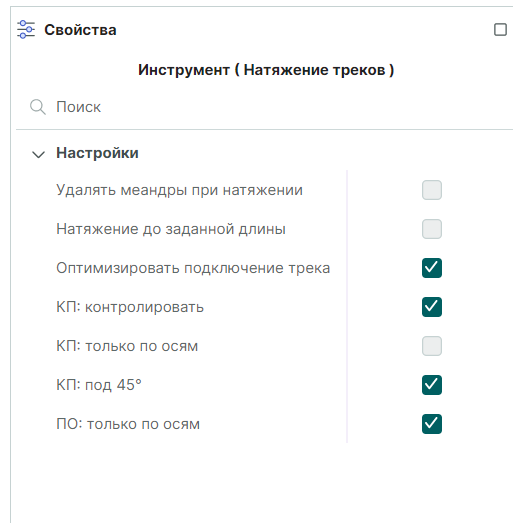 Свойства
Инструмент ( Натяжение треков )
Поиск
Настройки
Удалять меандры при натяжении
Натяжение до заданной длины
Оптимизировать подключение трека
КП: контролировать
КП: только по осям
КП: под 45°
ПО: только по осям